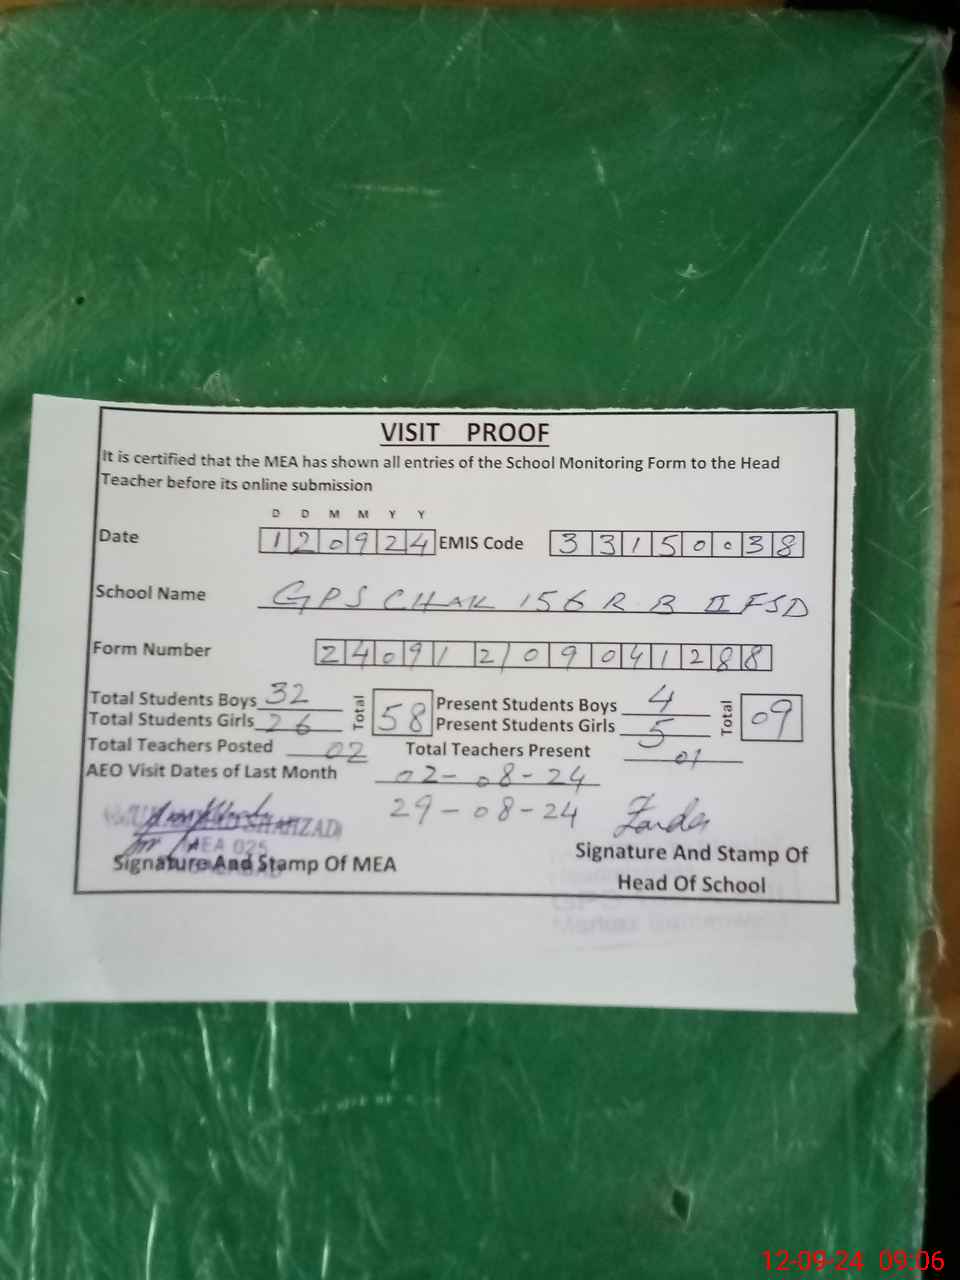 VISIT PROOF
It is certified that the MEA has shown all entries of the School Monitoring Form to the Head
Teacher before its online submission
D D M M Y Y
Date 120924 EMIS Code 33150038
School Name GPS CHAK 156 R B II FSD
Form Number 24091209041288
Total Students Boys 32 Total 58 Present Students Boys 4 Total 09
Total Students Girls 26 Present Students Girls 5
Total Teachers Posted 02 Total Teachers Present 01
AEO Visit Dates of Last Month 02-08-24
29-08-24
SHAHZAD
MEA 025
Signature And Stamp Of MEA
Signature And Stamp Of
Head Of School
12-09-24 09:06